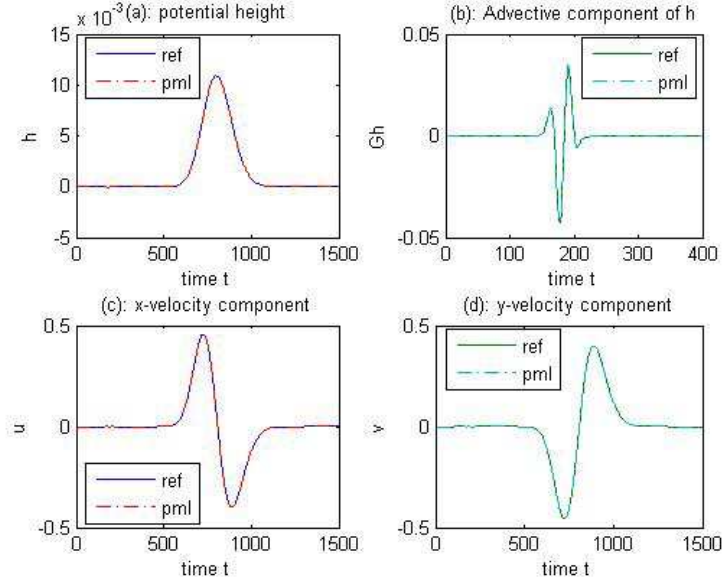 x 10⁻³ (a): potential height
15
10
5
0
-5
h
ref
pml
0 500 1000 1500
time t
(b): Advective component of h
0.05
0
-0.05
Gh
ref
pml
0 100 200 300 400
time t
(c): x-velocity component
0.5
0
-0.5
u
ref
pml
0 500 1000 1500
time t
(d): y-velocity component
0.5
0
-0.5
v
ref
pml
0 500 1000 1500
time t